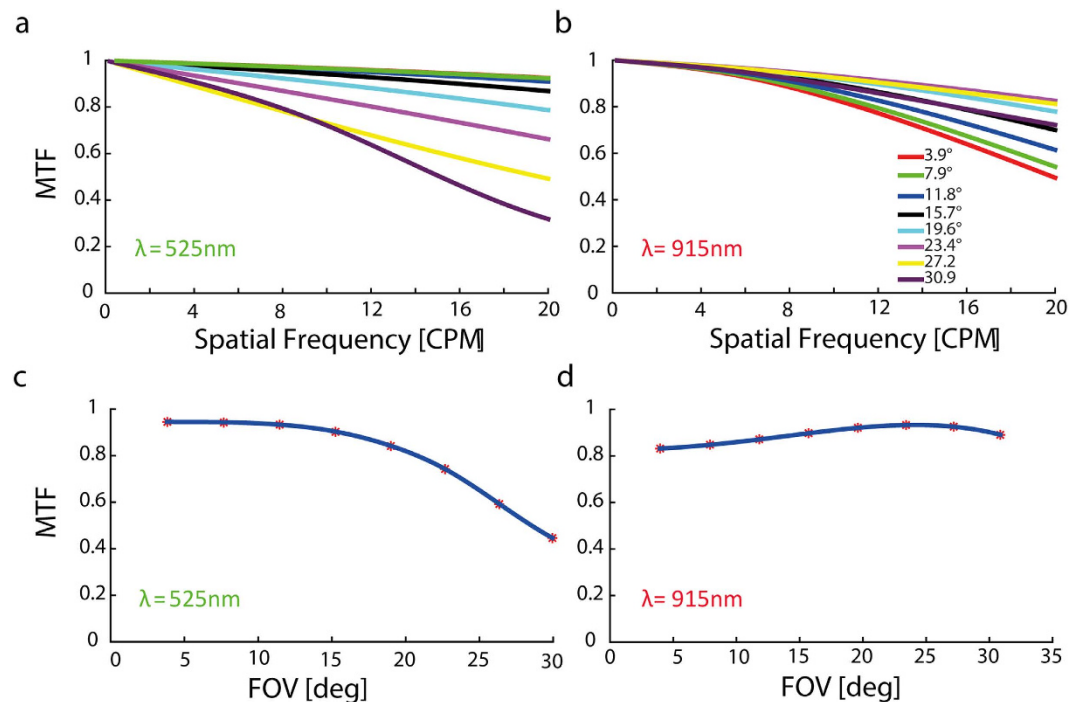 a
b
1
0.8
0.6
0.4
0.2
0
MTF
λ = 525nm
0 4 8 12 16 20
Spatial Frequency [CPM]
1
0.8
0.6
0.4
0.2
0
λ = 915nm
3.9°
7.9°
11.8°
15.7°
19.6°
23.4°
27.2
30.9
0 4 8 12 16 20
Spatial Frequency [CPM]
c
d
1
0.8
0.6
0.4
0.2
0
MTF
λ = 525nm
0 5 10 15 20 25 30
FOV [deg]
1
0.8
0.6
0.4
0.2
0
λ= 915nm
0 5 10 15 20 25 30 35
FOV [deg]